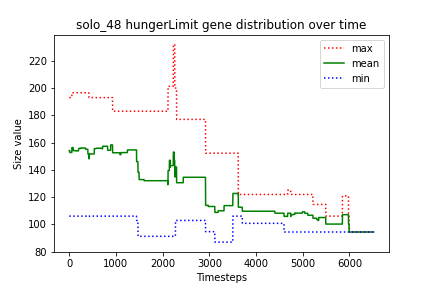 solo_48 hungerLimit gene distribution over time
max
mean
min
Size value
220
200
180
160
140
120
100
80
0 1000 2000 3000 4000 5000 6000
Timesteps